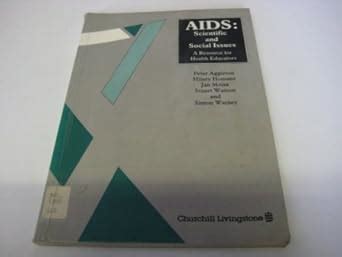 AIDS:
Scientific
and
Social Issues
A Resource for
Health Educators
Peter Aggleton
Hilary Homans
Jan Mojsa
Stuart Watson
and
Simon Watney
Churchill Livingstone